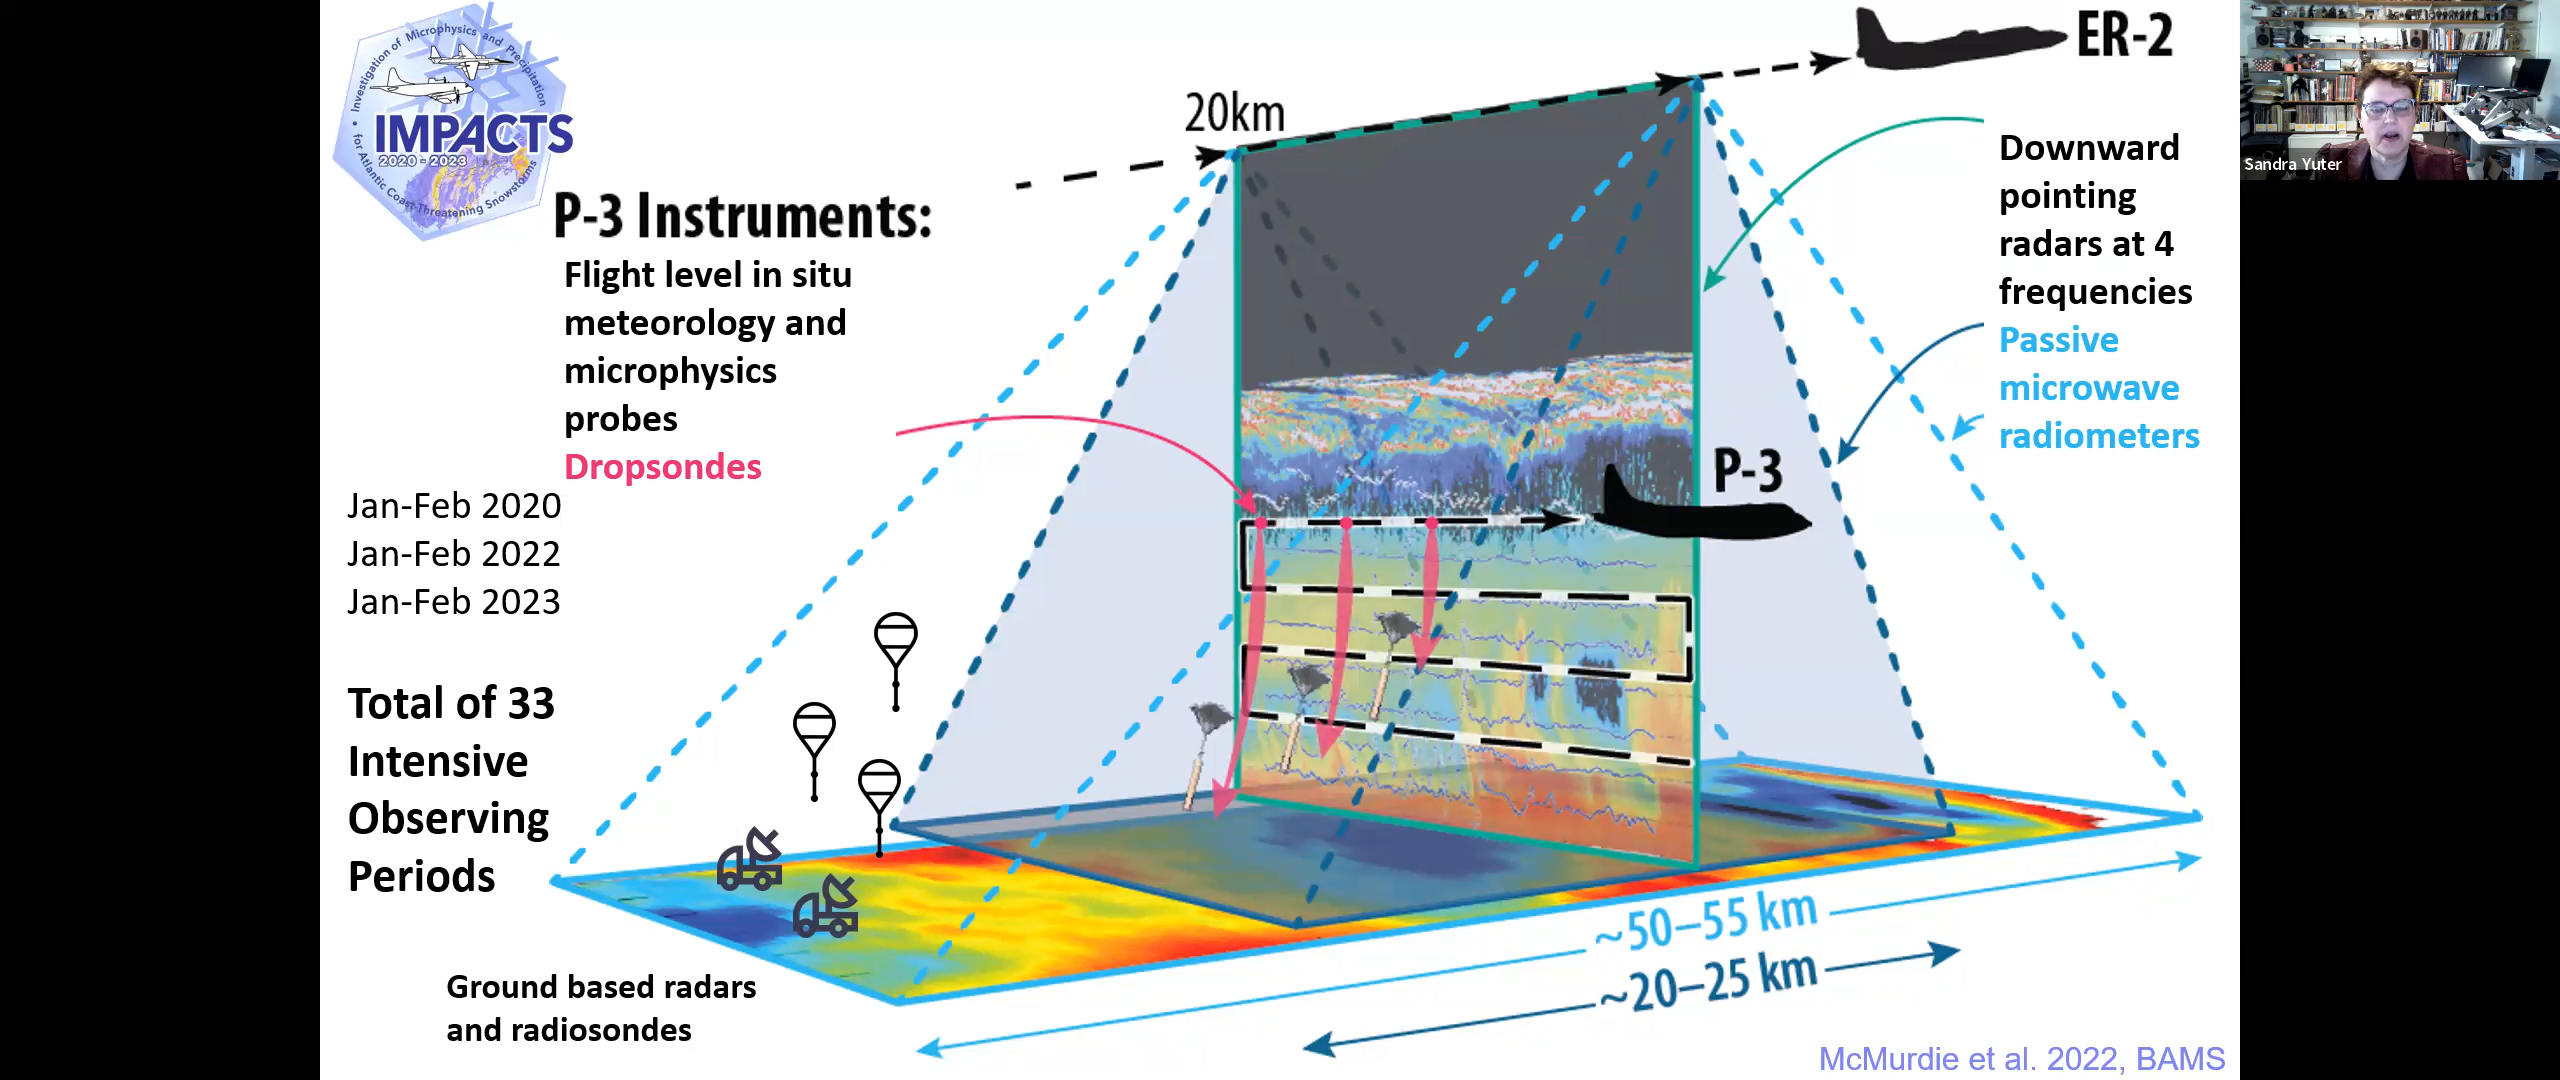 Investigation of Microphysics and Precipitation
for Atlantic Coast-Threatening Snowstorms
IMPACTS
2020 - 2023
ER-2
20km
P-3 Instruments:
Flight level in situ
meteorology and
microphysics
probes
Dropsondes
Downward
pointing
radars at 4
frequencies
Passive
microwave
radiometers
P-3
Jan-Feb 2020
Jan-Feb 2022
Jan-Feb 2023
Total of 33
Intensive
Observing
Periods
Ground based radars
and radiosondes
~50–55 km
~20–25 km
McMurdie et al. 2022, BAMS
Sandra Yuter